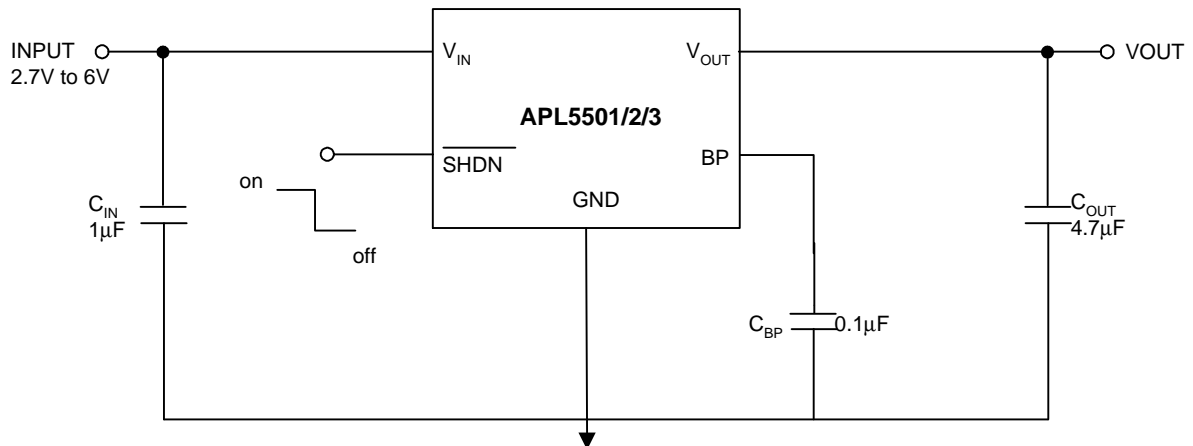 INPUT
2.7V to 6V
V_IN
V_OUT
VOUT
APL5501/2/3
SHDN
BP
GND
on
off
C_IN
1μF
C_OUT
4.7μF
C_BP
0.1μF